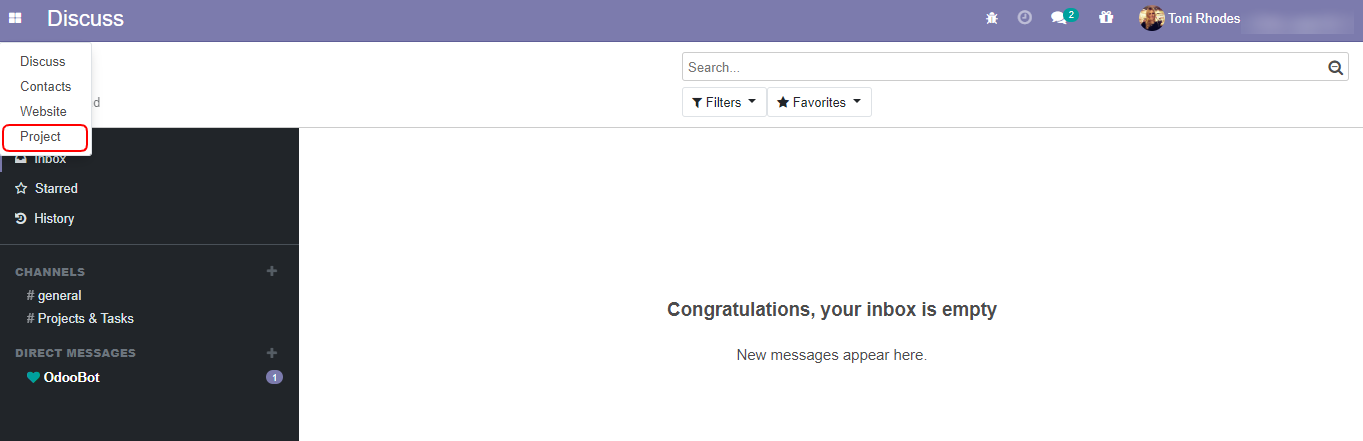 Discuss
2
Toni Rhodes
Discuss
Contacts
Website
Project
d
Search...
Filters
Favorites
Inbox
Starred
History
CHANNELS
# general
# Projects & Tasks
DIRECT MESSAGES
OdooBot
1
Congratulations, your inbox is empty
New messages appear here.